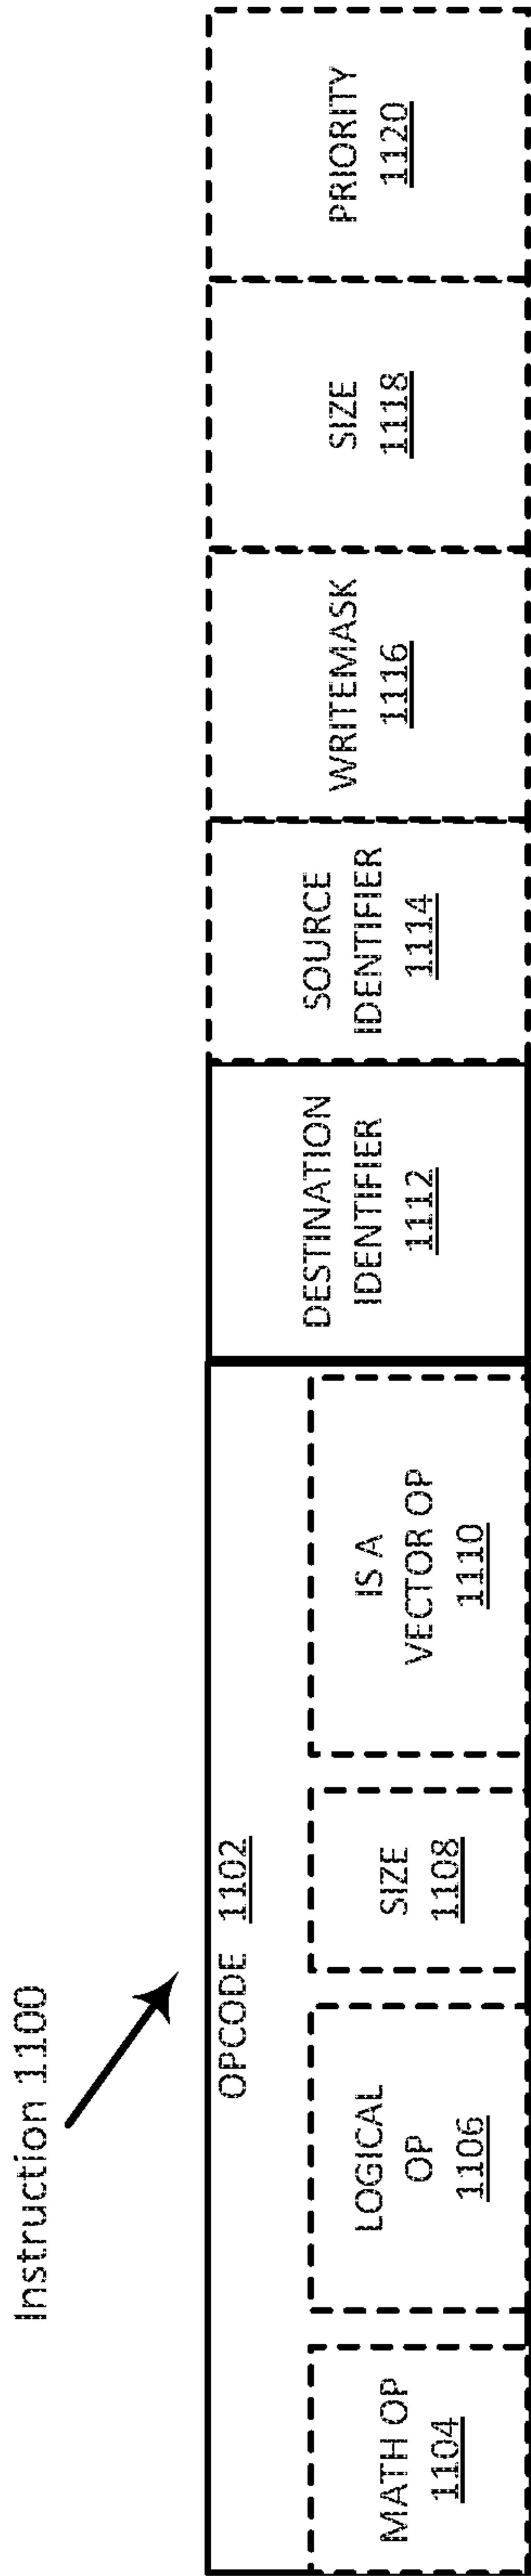 Instruction 1100
OPCODE 1102
MATH OP
1104
LOGICAL
OP
1106
SIZE
1108
IS A
VECTOR OP
1110
DESTINATION
IDENTIFIER
1112
SOURCE
IDENTIFIER
1114
WRITEMASK
1116
SIZE
1118
PRIORITY
1120